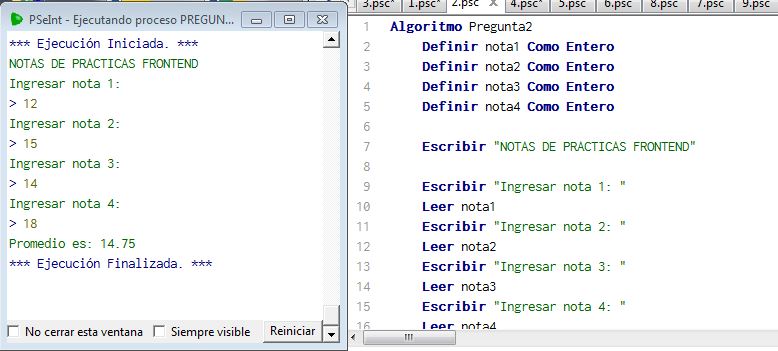 PSeInt - Ejecutando proceso PREGUN...
*** Ejecución Iniciada. ***
NOTAS DE PRACTICAS FRONTEND
Ingresar nota 1:
> 12
Ingresar nota 2:
> 15
Ingresar nota 3:
> 14
Ingresar nota 4:
> 18
Promedio es: 14.75
*** Ejecución Finalizada. ***
No cerrar esta ventana
Siempre visible
Reiniciar
3.psc* 1.psc* 2.psc 4.psc* 5.psc 6.psc 8.psc 7.psc 9.psc
1 Algoritmo Pregunta2
2 Definir nota1 Como Entero
3 Definir nota2 Como Entero
4 Definir nota3 Como Entero
5 Definir nota4 Como Entero
6
7 Escribir "NOTAS DE PRACTICAS FRONTEND"
8
9 Escribir "Ingresar nota 1: "
10 Leer nota1
11 Escribir "Ingresar nota 2: "
12 Leer nota2
13 Escribir "Ingresar nota 3: "
14 Leer nota3
15 Escribir "Ingresar nota 4: "
16 Leer nota4